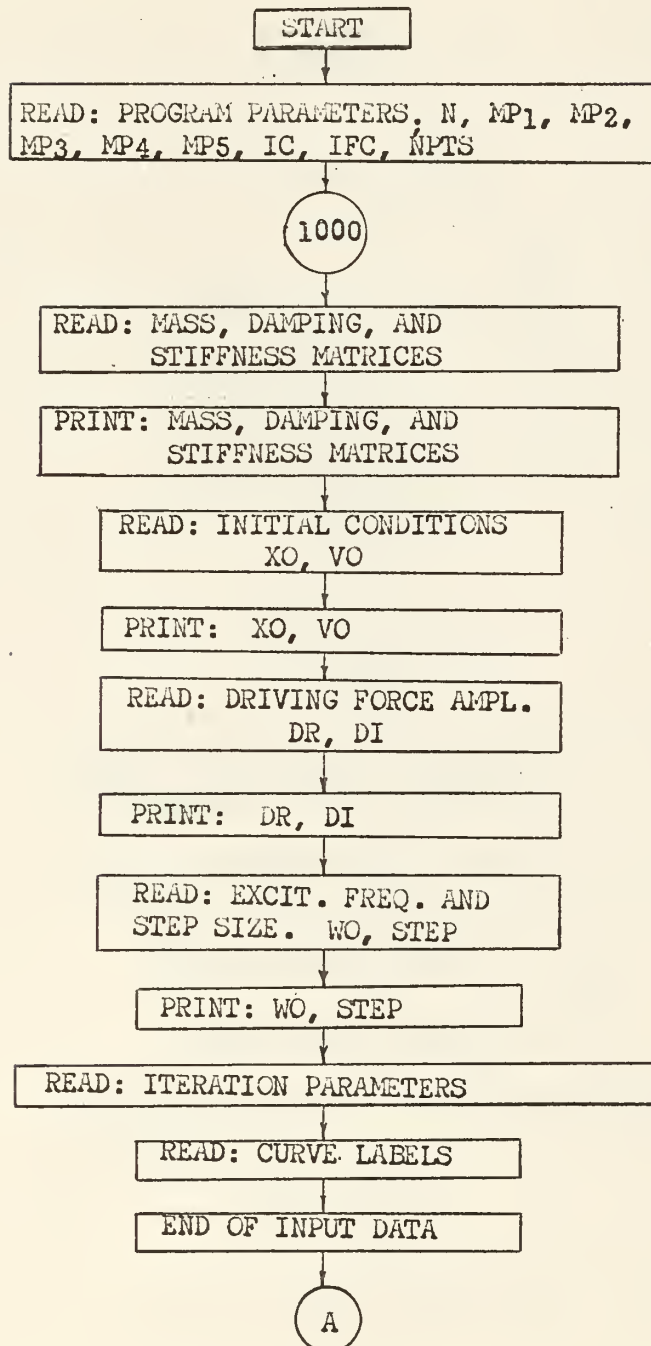 START
READ: PROGRAM PARAMETERS, N, MP1, MP2,
MP3, MP4, MP5, IC, IFC, NPTS
1000
READ: MASS, DAMPING, AND
STIFFNESS MATRICES
PRINT: MASS, DAMPING, AND
STIFFNESS MATRICES
READ: INITIAL CONDITIONS
XO, VO
PRINT: XO, VO
READ: DRIVING FORCE AMPL.
DR, DI
PRINT: DR, DI
READ: EXCIT. FREQ. AND
STEP SIZE. WO, STEP
PRINT: WO, STEP
READ: ITERATION PARAMETERS
READ: CURVE LABELS
END OF INPUT DATA
A